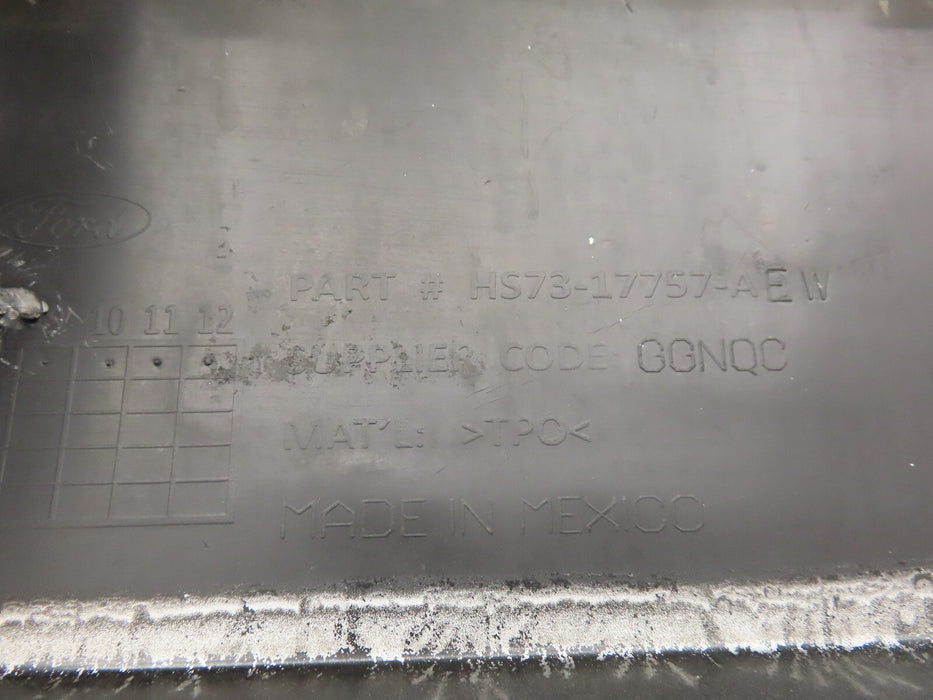 Ford
PART # HS73-17757-AEW
10 11 12
SUPPLIER CODE GGNQC
MAT'L: >TPO<
MADE IN MEXICO